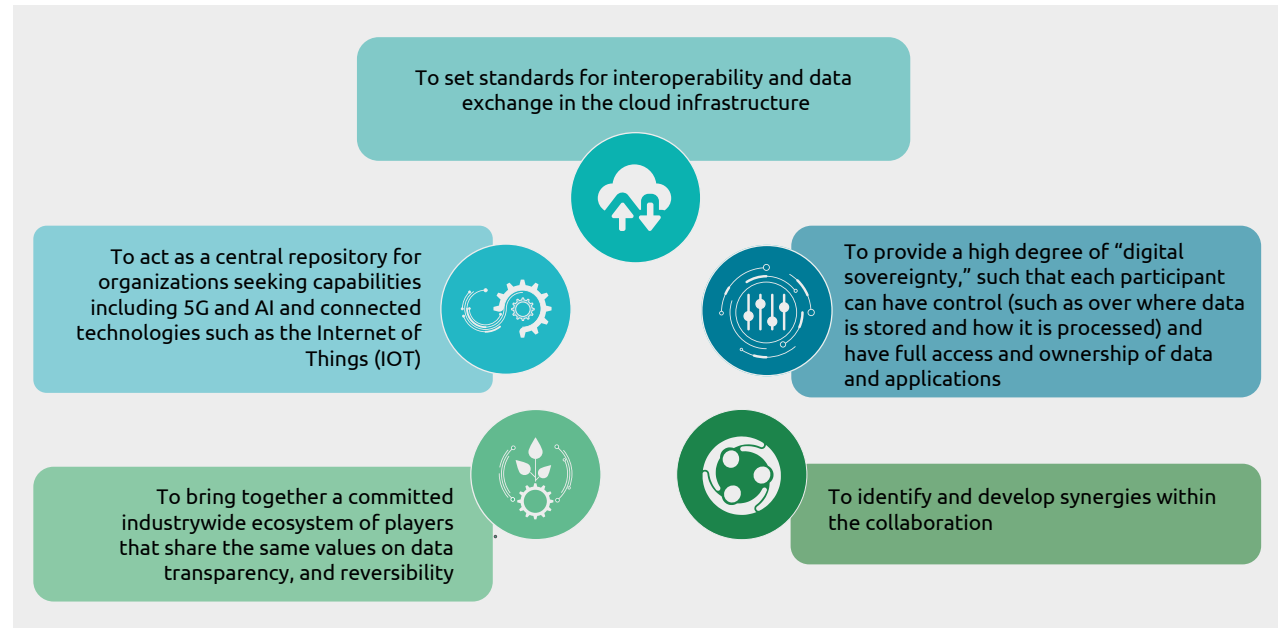 To set standards for interoperability and data
exchange in the cloud infrastructure
To act as a central repository for
organizations seeking capabilities
including 5G and AI and connected
technologies such as the Internet of
Things (IOT)
To provide a high degree of “digital
sovereignty,” such that each participant
can have control (such as over where data
is stored and how it is processed) and
have full access and ownership of data
and applications
To bring together a committed
industrywide ecosystem of players
that share the same values on data
transparency, and reversibility
To identify and develop synergies within
the collaboration